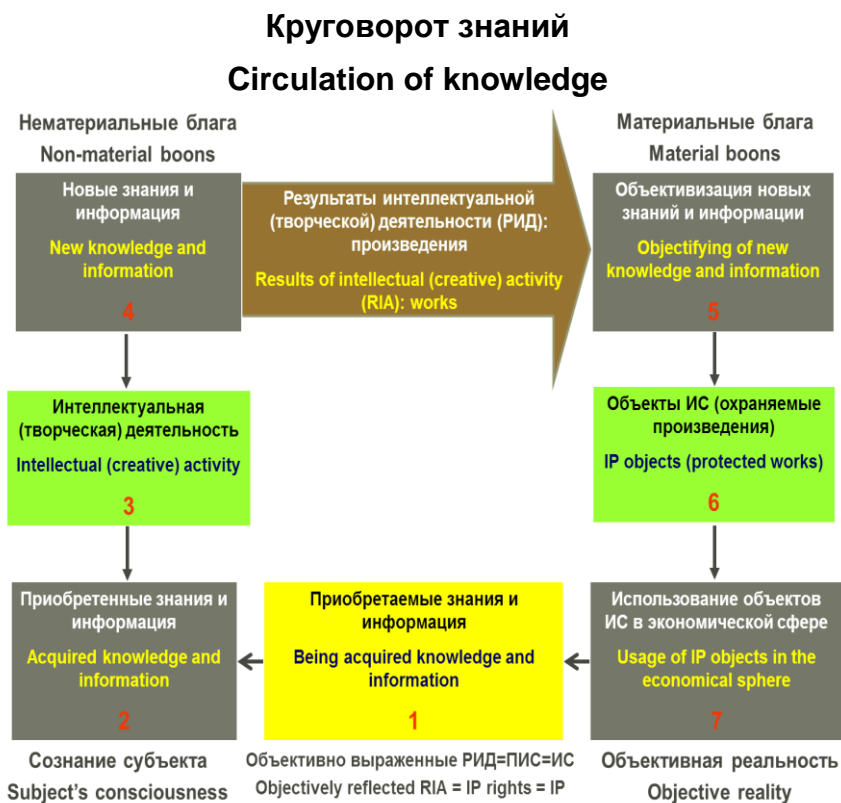 Круговорот знаний
Circulation of knowledge
Нематериальные блага
Non-material boons
Материальные блага
Material boons
Новые знания и
информация
New knowledge and
information
4
Результаты интеллектуальной
(творческой) деятельности (РИД):
произведения
Results of intellectual (creative) activity
(RIA): works
Объективизация новых
знаний и информации
Objectifying of new
knowledge and information
5
Интеллектуальная
(творческая) деятельность
Intellectual (creative) activity
3
Объекты ИС (охраняемые
произведения)
IP objects (protected works)
6
Приобретенные знания и
информация
Acquired knowledge and
information
2
Приобретаемые знания и
информация
Being acquired knowledge and
information
1
Использование объектов
ИС в экономической сфере
Usage of IP objects in the
economical sphere
7
Сознание субъекта
Subject's consciousness
Объективно выраженные РИД=ПИС=ИС
Objectively reflected RIA = IP rights = IP
Объективная реальность
Objective reality